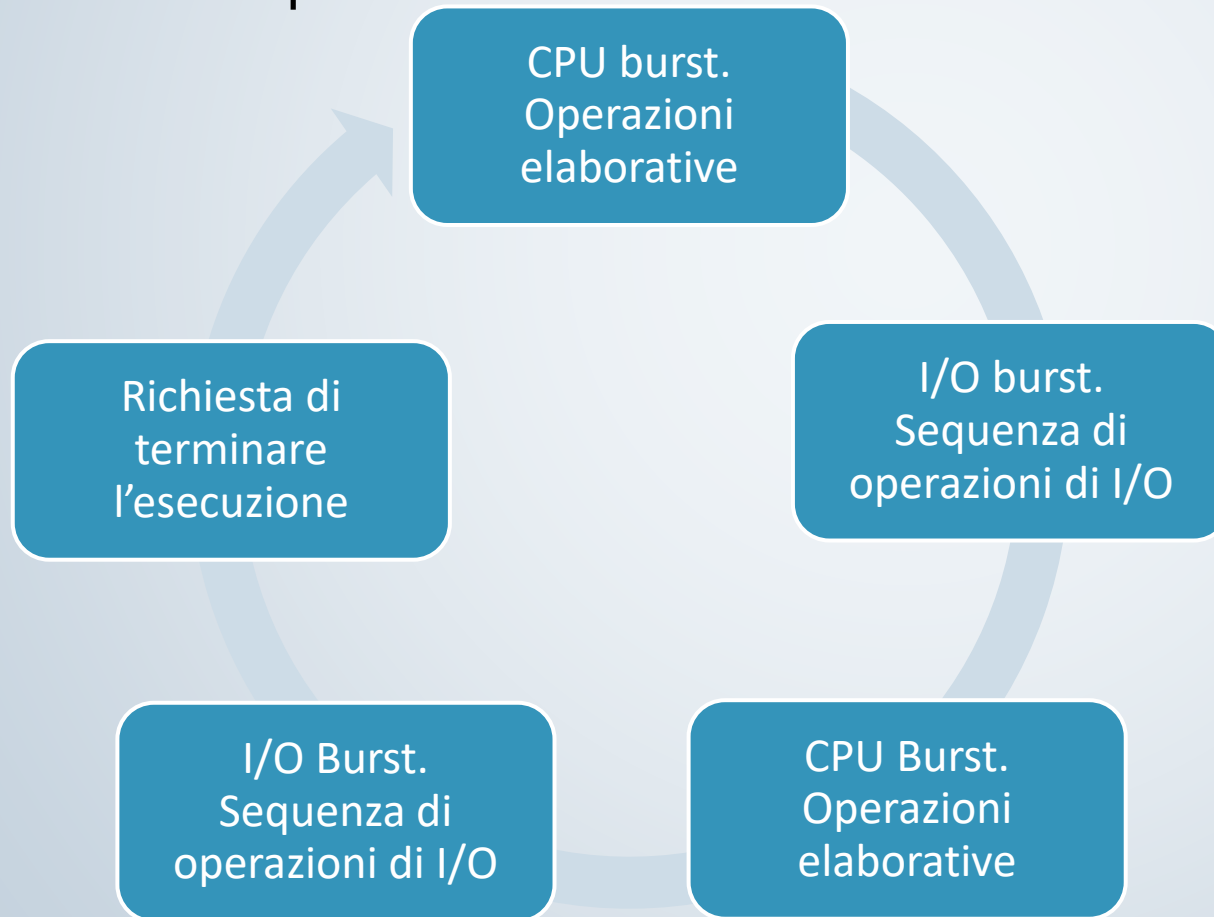 CPU burst.
Operazioni
elaborative
I/O burst.
Sequenza di
operazioni di I/O
CPU Burst.
Operazioni
elaborative
I/O Burst.
Sequenza di
operazioni di I/O
Richiesta di
terminare
l’esecuzione